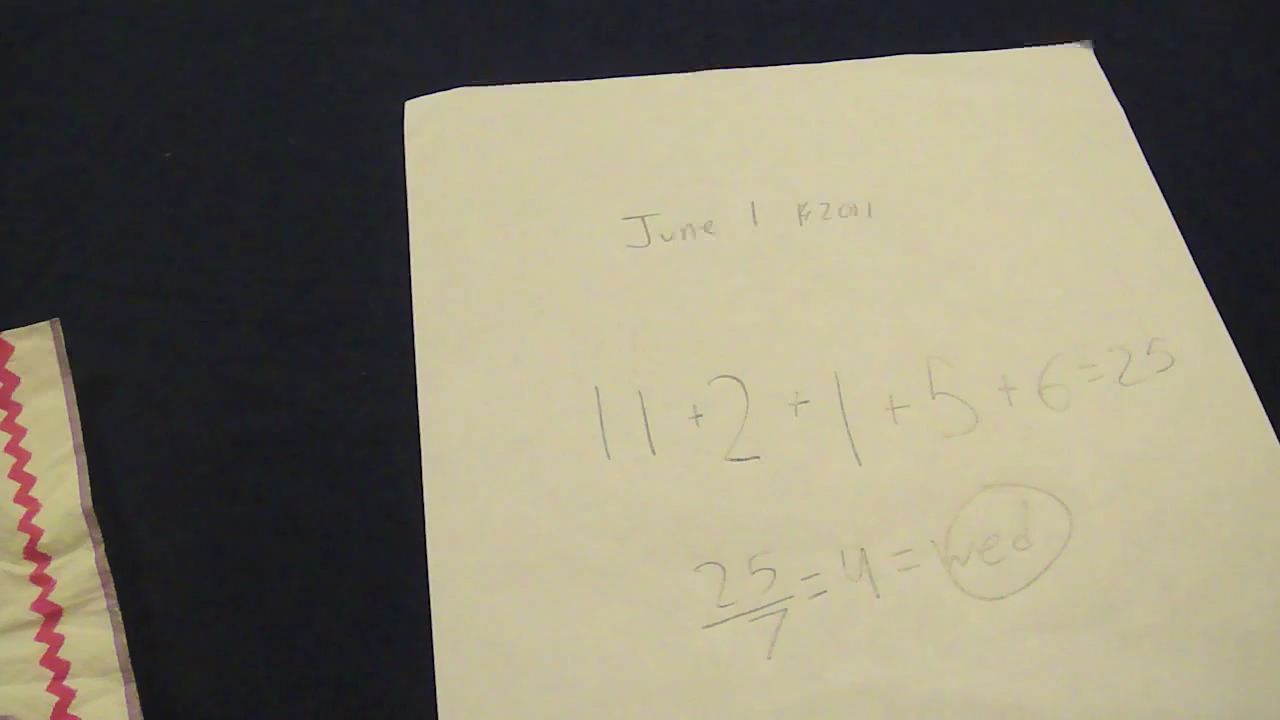 June 1 2011
11 + 2 + 1 + 5 + 6 = 25
25/7 = 4 = Wed